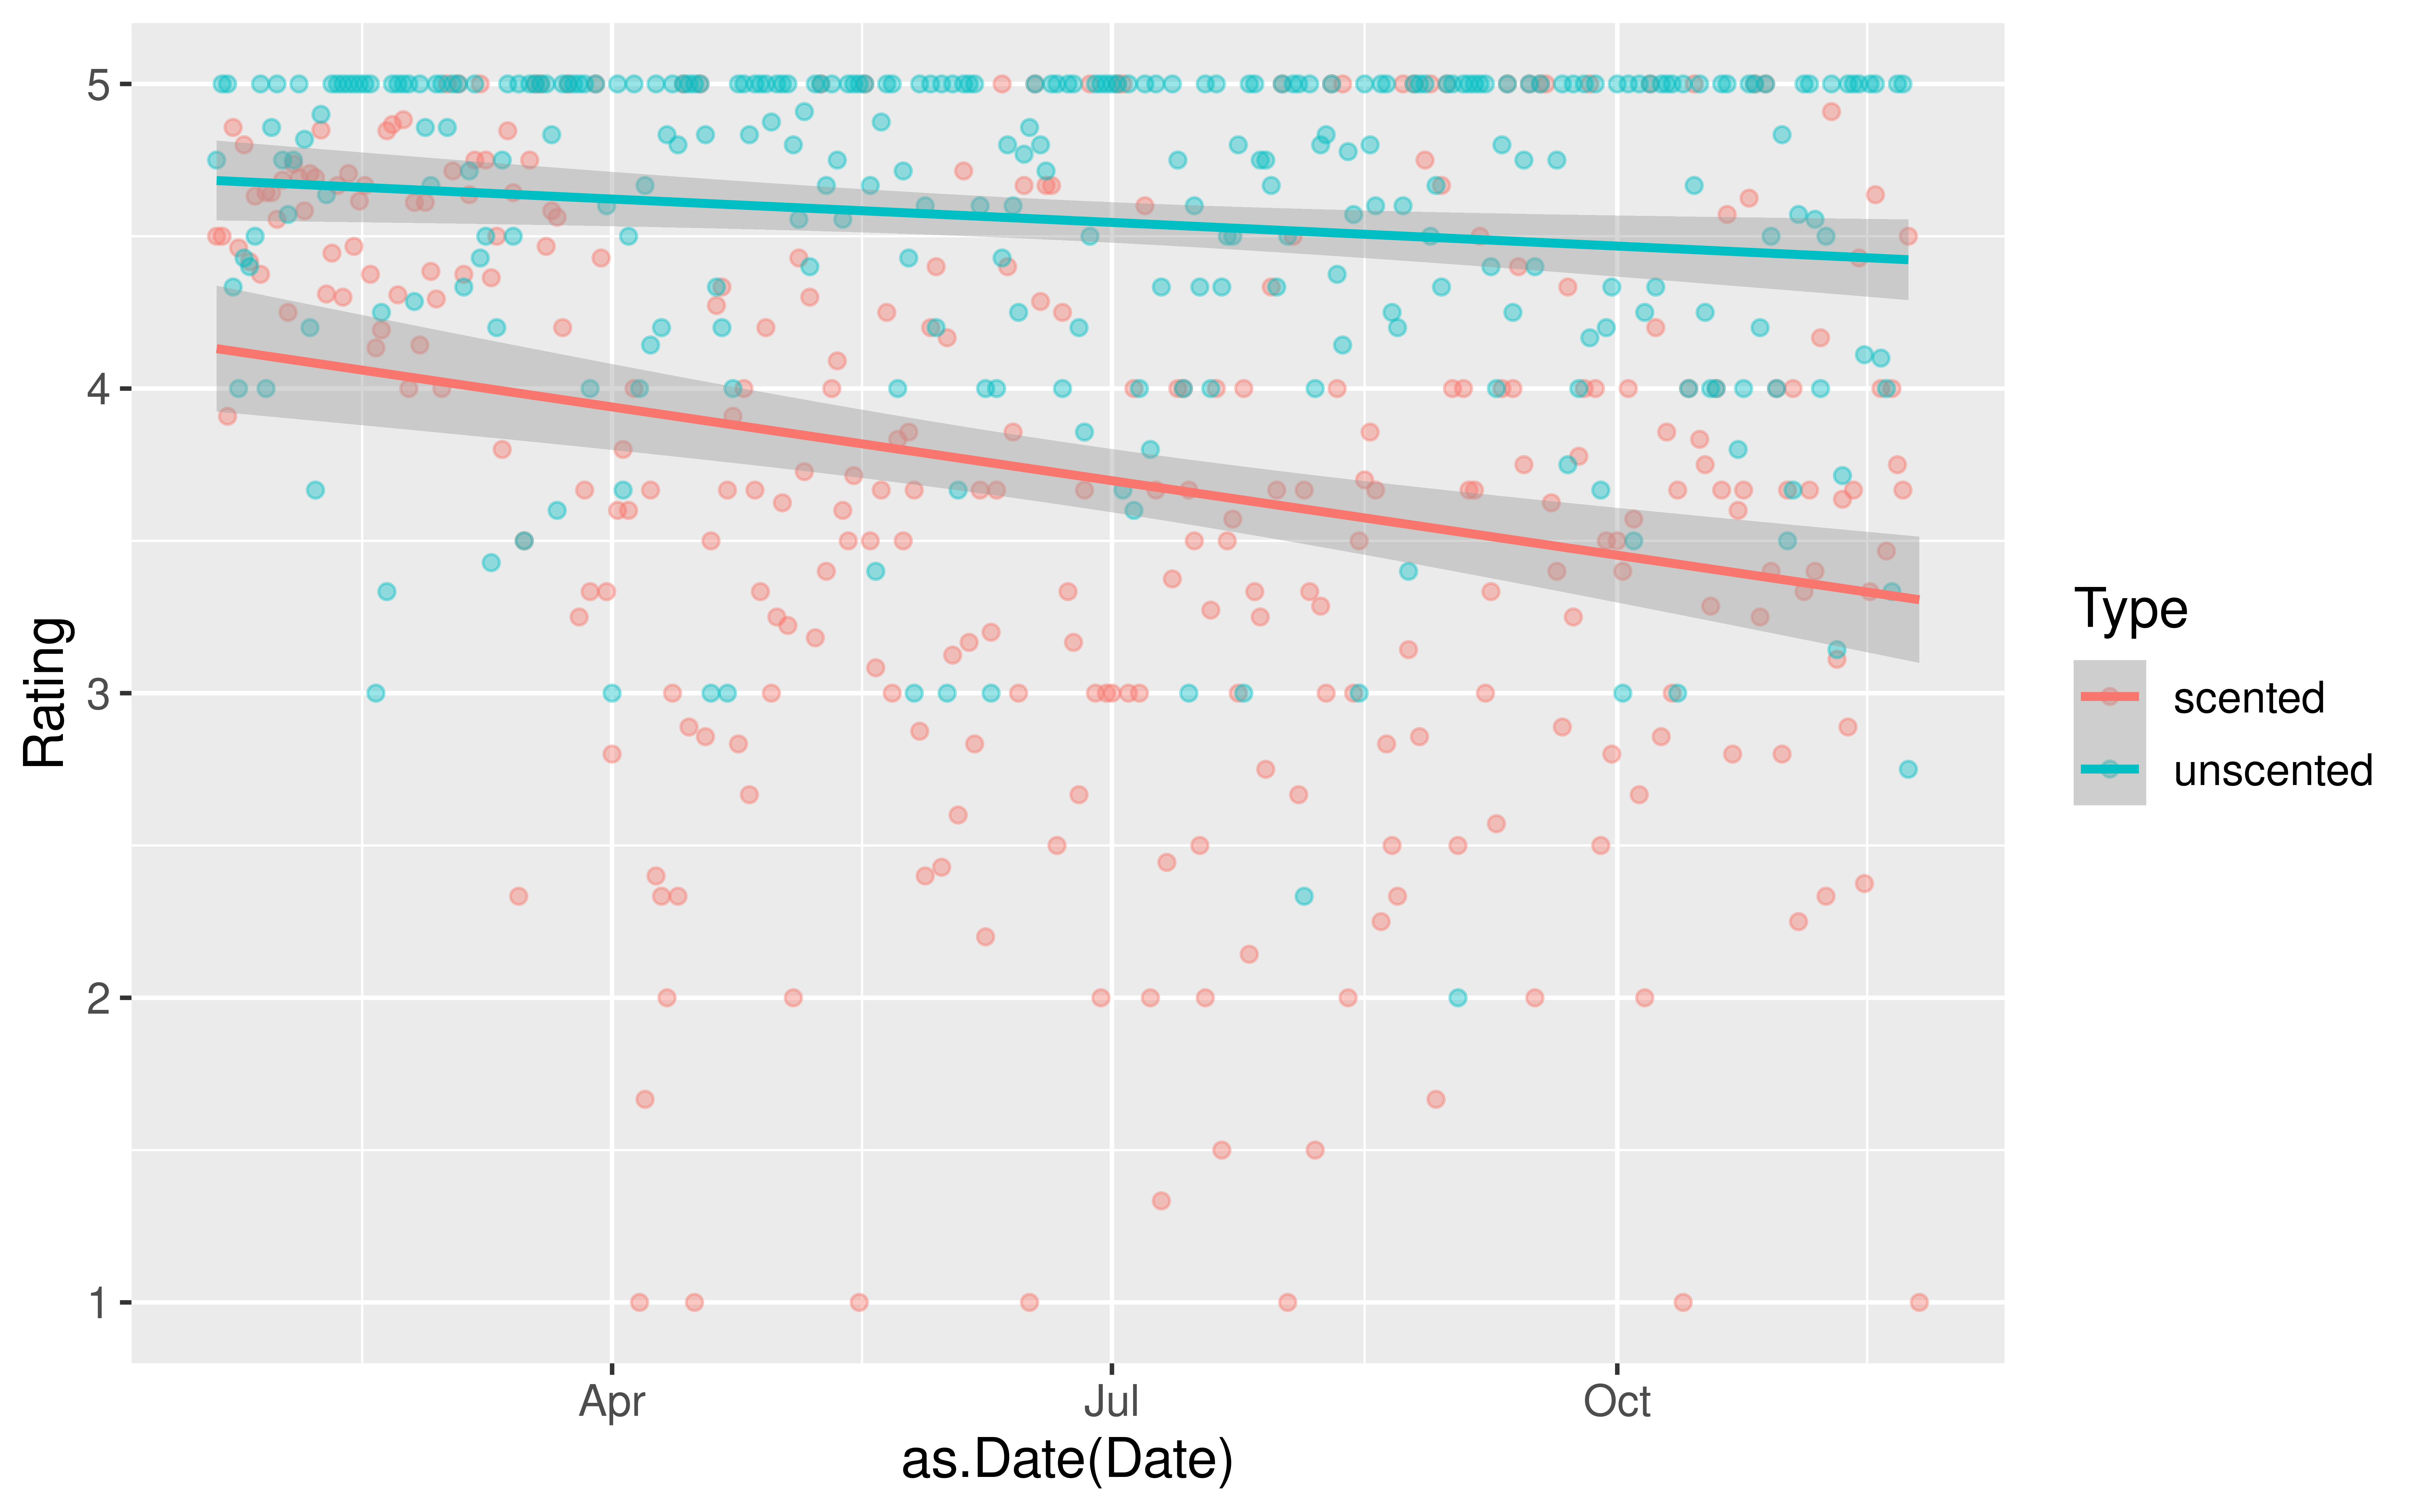 Rating
5
4
3
2
1
Apr
Jul
Oct
as.Date(Date)
Type
scented
unscented